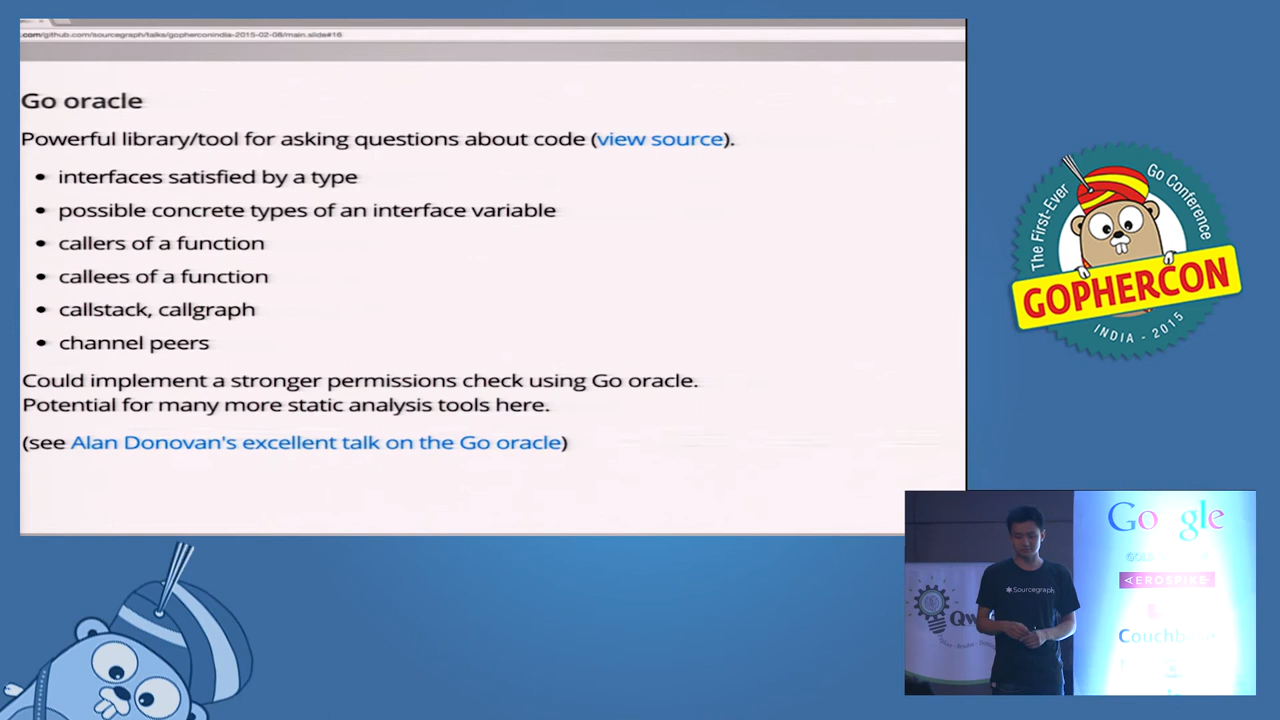 .com/github.com/sourcegraph/talks/gopherconindia-2015-02-08/main.slide#16
Go oracle
Powerful library/tool for asking questions about code (view source).
• interfaces satisfied by a type
• possible concrete types of an interface variable
• callers of a function
• callees of a function
• callstack, callgraph
• channel peers
Could implement a stronger permissions check using Go oracle.
Potential for many more static analysis tools here.
(see Alan Donovan's excellent talk on the Go oracle)
The First-Ever
Go Conference
GOPHERCON
INDIA - 2015
Sourcegraph
Go gle
AEROSPIKE
Couchbase